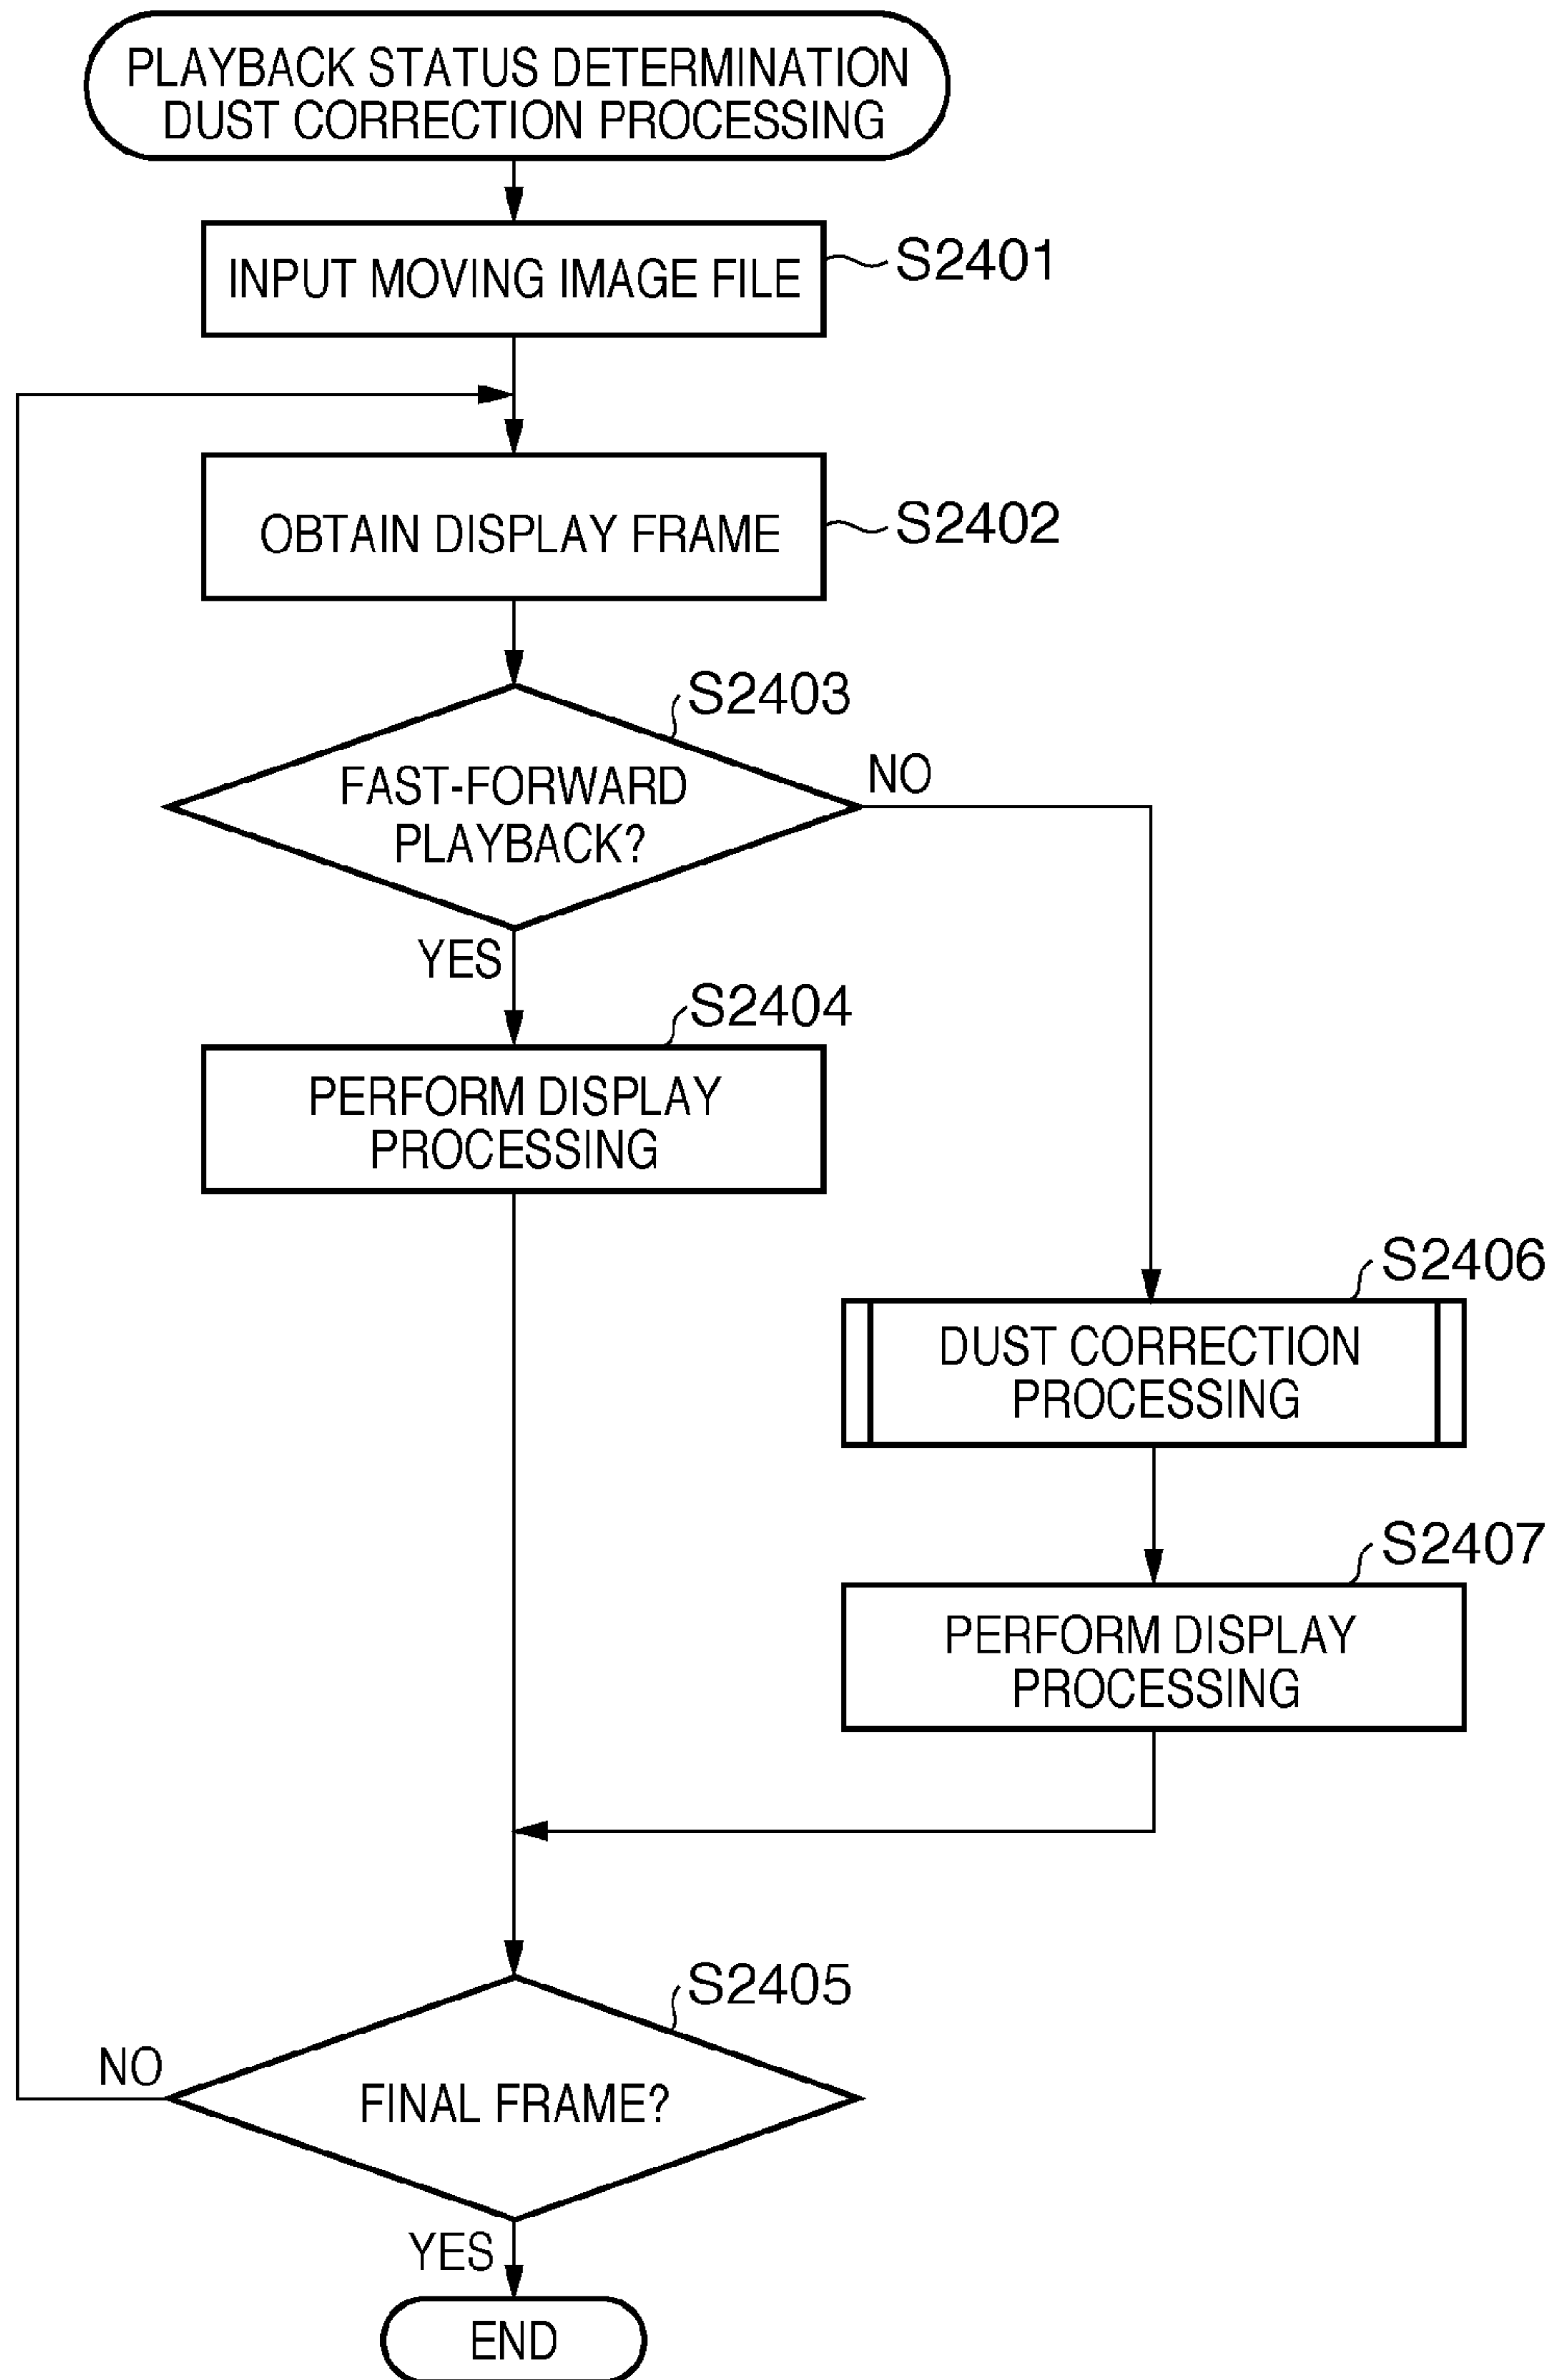 PLAYBACK STATUS DETERMINATION
DUST CORRECTION PROCESSING
INPUT MOVING IMAGE FILE
S2401
OBTAIN DISPLAY FRAME
S2402
S2403
FAST-FORWARD
PLAYBACK?
NO
YES
S2404
PERFORM DISPLAY
PROCESSING
S2406
DUST CORRECTION
PROCESSING
S2407
PERFORM DISPLAY
PROCESSING
S2405
FINAL FRAME?
NO
YES
END